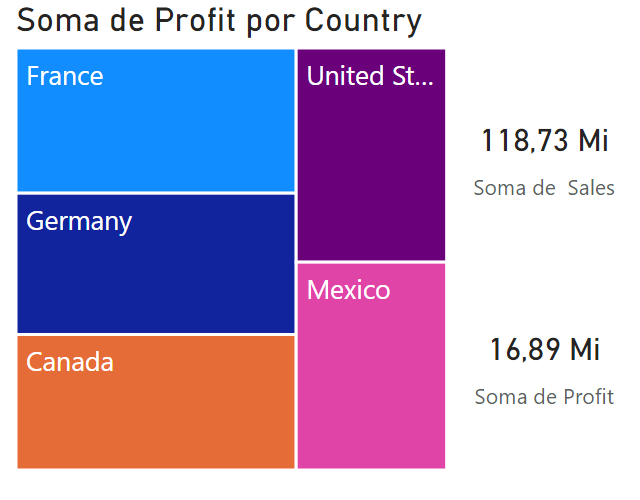 Soma de Profit por Country
France
United St...
Germany
Canada
Mexico
118,73 Mi
Soma de Sales
16,89 Mi
Soma de Profit